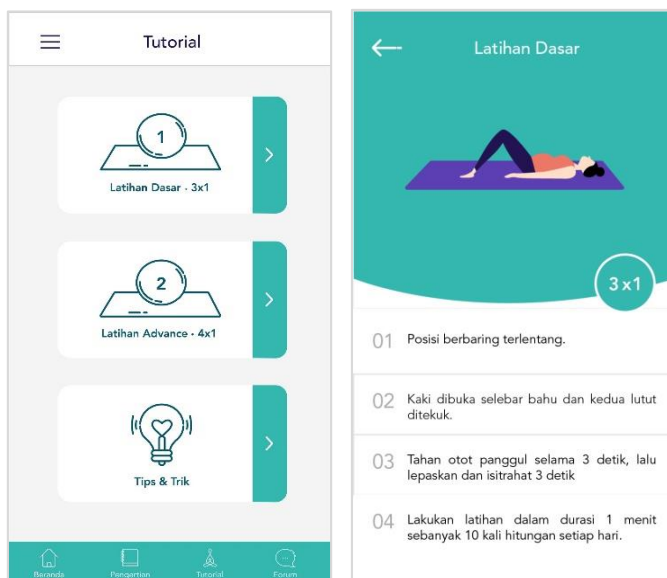 Tutorial
1
Latihan Dasar - 3x1
2
Latihan Advance - 4x1
Tips & Trik
Beranda
Pengertian
Tutorial
Forum
Latihan Dasar
3x1
01 Posisi berbaring terlentang.
02 Kaki dibuka selebar bahu dan kedua lutut
ditekuk.
03 Tahan otot panggul selama 3 detik, lalu
lepaskan dan isitrahat 3 detik
04 Lakukan latihan dalam durasi 1 menit
sebanyak 10 kali hitungan setiap hari.